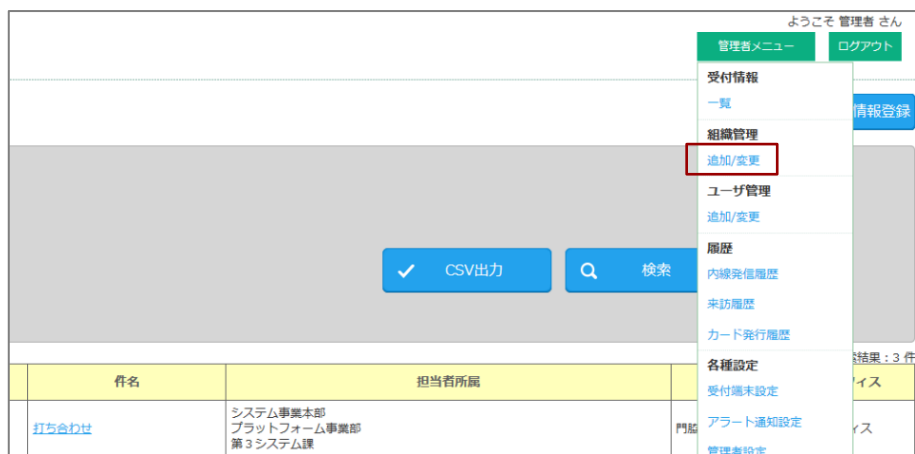 ようこそ 管理者 さん
管理者メニュー
ログアウト
受付情報
一覧
情報登録
組織管理
追加/変更
ユーザ管理
追加/変更
履歴
内線発信履歴
来訪履歴
カード発行履歴
各種設定
受付端末設定
アラート通知設定
管理者設定
CSV出力
検索
結果：3 件
件名
担当者所属
ィス
打ち合わせ
システム事業本部
プラットフォーム事業部
第３システム課
門脇
ィス